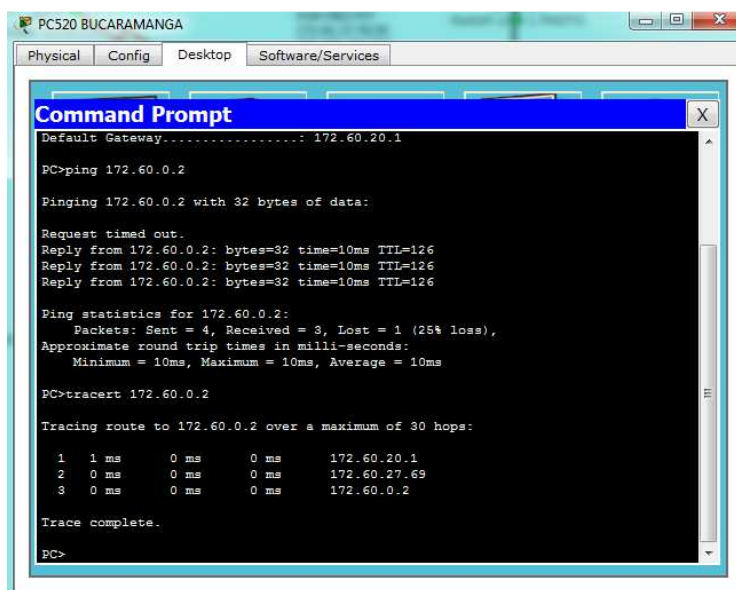 PC520 BUCARAMANGA
Physical Config Desktop Software/Services
Command Prompt X
Default Gateway.................: 172.60.20.1
PC>ping 172.60.0.2
Pinging 172.60.0.2 with 32 bytes of data:
Request timed out.
Reply from 172.60.0.2: bytes=32 time=10ms TTL=126
Reply from 172.60.0.2: bytes=32 time=10ms TTL=126
Reply from 172.60.0.2: bytes=32 time=10ms TTL=126
Ping statistics for 172.60.0.2:
Packets: Sent = 4, Received = 3, Lost = 1 (25% loss),
Approximate round trip times in milli-seconds:
Minimum = 10ms, Maximum = 10ms, Average = 10ms
PC>tracert 172.60.0.2
Tracing route to 172.60.0.2 over a maximum of 30 hops:
1 1 ms 0 ms 0 ms 172.60.20.1
2 0 ms 0 ms 0 ms 172.60.27.69
3 0 ms 0 ms 0 ms 172.60.0.2
Trace complete.
PC>